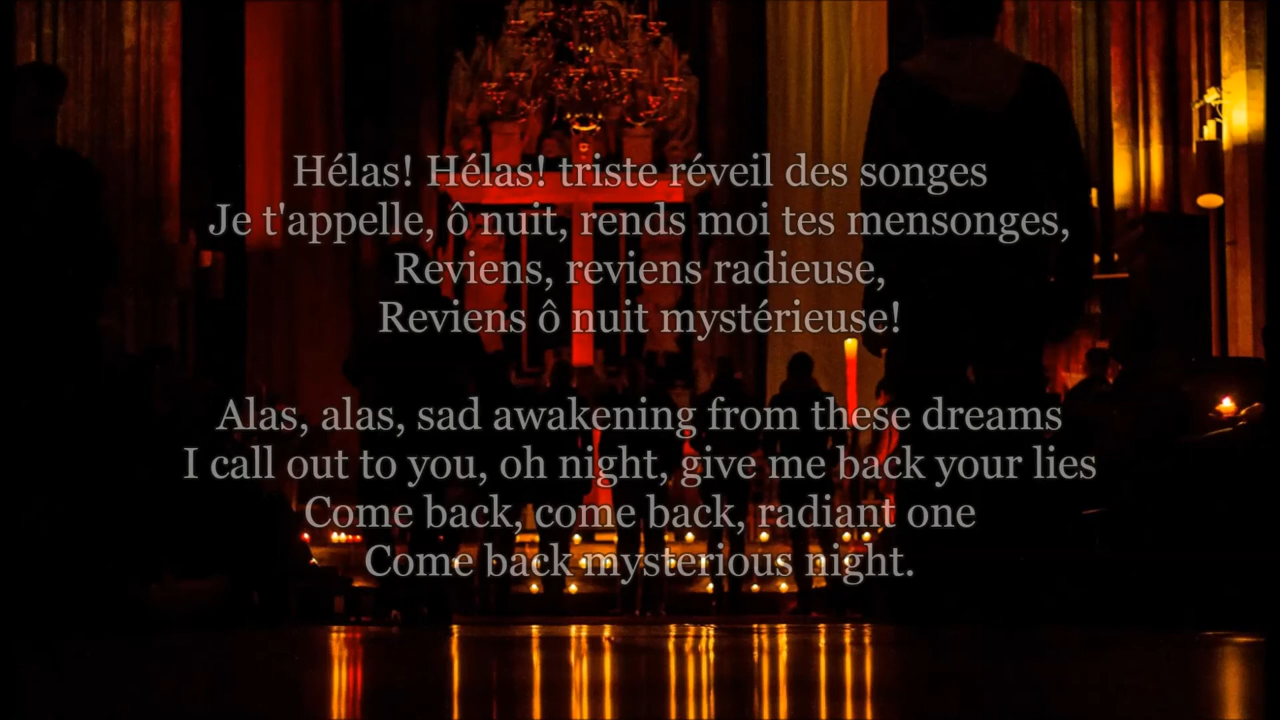 Hélas! Hélas! triste réveil des songes
Je t'appelle, ô nuit, rends moi tes mensonges,
Reviens, reviens radieuse,
Reviens ô nuit mystérieuse!
Alas, alas, sad awakening from these dreams
I call out to you, oh night, give me back your lies
Come back, come back, radiant one
Come back mysterious night.